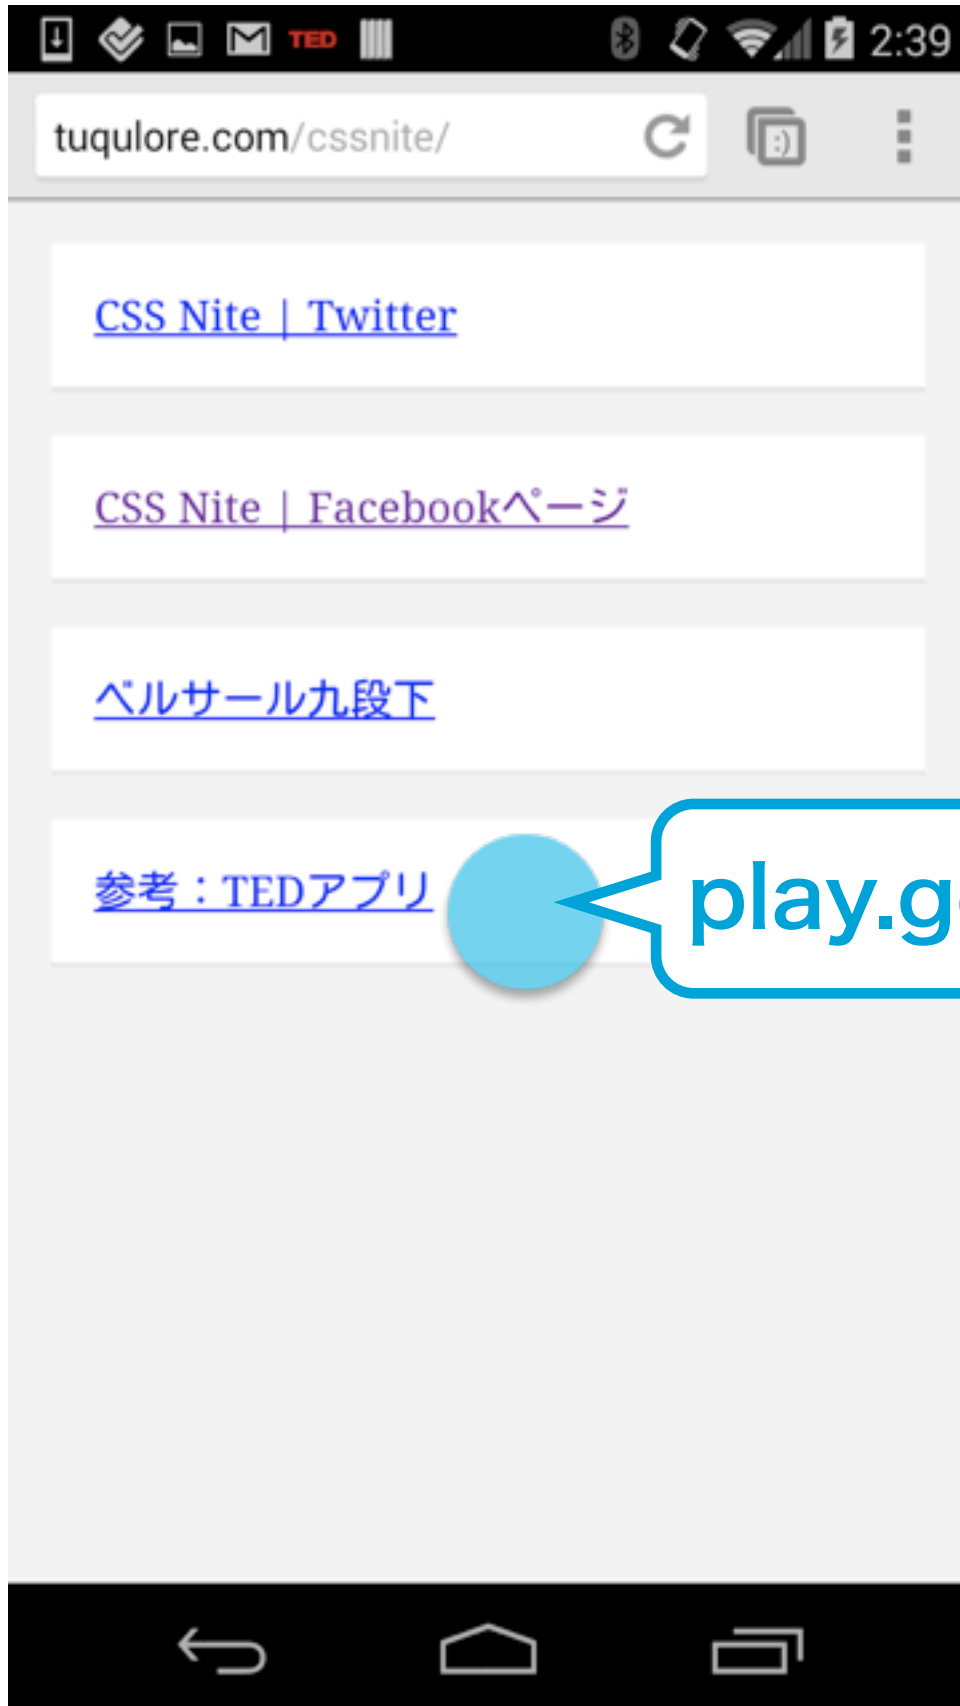 TED
2:39
tuqulore.com/cssnite/
:)
CSS Nite | Twitter
CSS Nite | Facebookページ
ベルサール九段下
参考：TEDアプリ
play.g